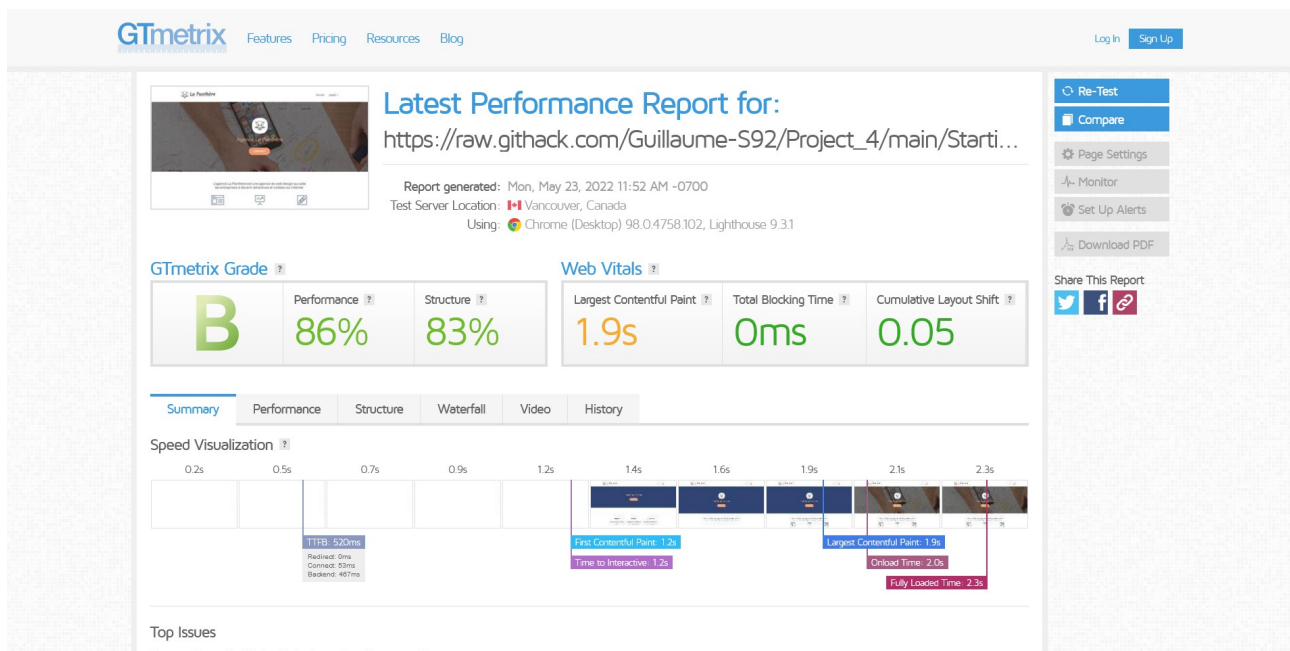 GTmetrix Features Pricing Resources Blog Log In Sign Up
La Panthère
Latest Performance Report for:
https://raw.githack.com/Guillaume-S92/Project_4/main/Starti...
Report generated: Mon, May 23, 2022 11:52 AM -0700
Test Server Location: Vancouver, Canada
Using: Chrome (Desktop) 98.0.4758.102, Lighthouse 9.3.1
Re-Test
Compare
Page Settings
Monitor
Set Up Alerts
Download PDF
Share This Report
GTmetrix Grade ?
B
Performance ?
86%
Structure ?
83%
Web Vitals ?
Largest Contentful Paint ?
1.9s
Total Blocking Time ?
0ms
Cumulative Layout Shift ?
0.05
Summary Performance Structure Waterfall Video History
Speed Visualization ?
0.2s 0.5s 0.7s 0.9s 1.2s 1.4s 1.6s 1.9s 2.1s 2.3s
TTFB: 520ms
Redirect: 0ms
Connect: 53ms
Backend: 467ms
First Contentful Paint: 1.2s
Time to Interactive: 1.2s
Largest Contentful Paint: 1.9s
Onload Time: 2.0s
Fully Loaded Time: 2.3s
Top Issues